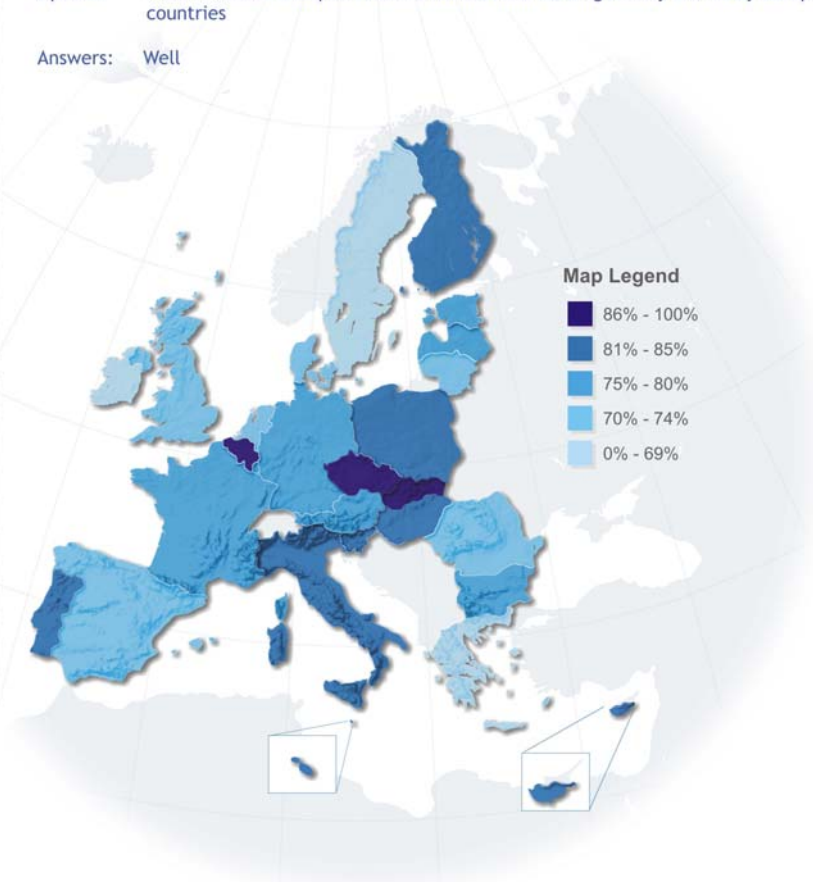 countries
Answers: Well
Map Legend
86% - 100%
81% - 85%
75% - 80%
70% - 74%
0% - 69%